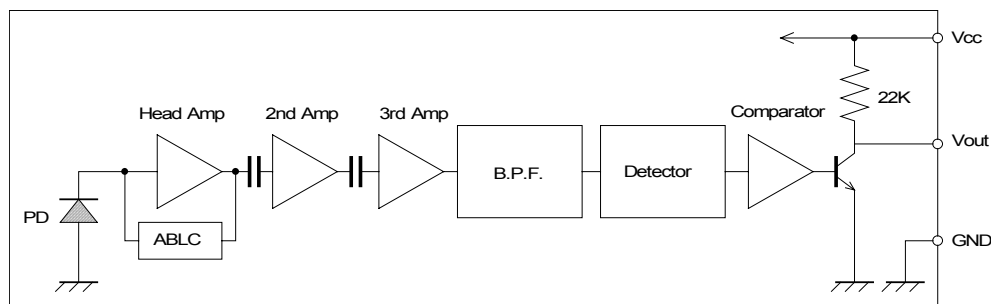 Vcc
Head Amp
2nd Amp
3rd Amp
Comparator
22K
Vout
B.P.F.
Detector
PD
ABLC
GND